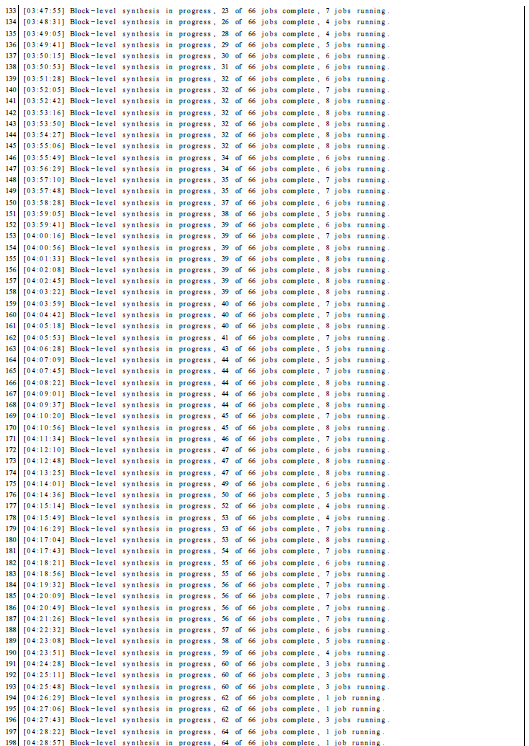 133 [03:47:55] Block-level synthesis in progress, 23 of 66 jobs complete, 7 jobs running.
134 [03:48:31] Block-level synthesis in progress, 26 of 66 jobs complete, 4 jobs running.
135 [03:49:05] Block-level synthesis in progress, 28 of 66 jobs complete, 4 jobs running.
136 [03:49:41] Block-level synthesis in progress, 29 of 66 jobs complete, 5 jobs running.
137 [03:50:15] Block-level synthesis in progress, 30 of 66 jobs complete, 6 jobs running.
138 [03:50:53] Block-level synthesis in progress, 31 of 66 jobs complete, 6 jobs running.
139 [03:51:28] Block-level synthesis in progress, 32 of 66 jobs complete, 6 jobs running.
140 [03:52:05] Block-level synthesis in progress, 32 of 66 jobs complete, 7 jobs running.
141 [03:52:42] Block-level synthesis in progress, 32 of 66 jobs complete, 8 jobs running.
142 [03:53:16] Block-level synthesis in progress, 32 of 66 jobs complete, 8 jobs running.
143 [03:53:50] Block-level synthesis in progress, 32 of 66 jobs complete, 8 jobs running.
144 [03:54:27] Block-level synthesis in progress, 32 of 66 jobs complete, 8 jobs running.
145 [03:55:06] Block-level synthesis in progress, 32 of 66 jobs complete, 8 jobs running.
146 [03:55:49] Block-level synthesis in progress, 34 of 66 jobs complete, 6 jobs running.
147 [03:56:29] Block-level synthesis in progress, 34 of 66 jobs complete, 6 jobs running.
148 [03:57:10] Block-level synthesis in progress, 35 of 66 jobs complete, 7 jobs running.
149 [03:57:48] Block-level synthesis in progress, 35 of 66 jobs complete, 7 jobs running.
150 [03:58:28] Block-level synthesis in progress, 37 of 66 jobs complete, 6 jobs running.
151 [03:59:05] Block-level synthesis in progress, 38 of 66 jobs complete, 5 jobs running.
152 [03:59:41] Block-level synthesis in progress, 39 of 66 jobs complete, 6 jobs running.
153 [04:00:16] Block-level synthesis in progress, 39 of 66 jobs complete, 7 jobs running.
154 [04:00:56] Block-level synthesis in progress, 39 of 66 jobs complete, 8 jobs running.
155 [04:01:33] Block-level synthesis in progress, 39 of 66 jobs complete, 8 jobs running.
156 [04:02:08] Block-level synthesis in progress, 39 of 66 jobs complete, 8 jobs running.
157 [04:02:45] Block-level synthesis in progress, 39 of 66 jobs complete, 8 jobs running.
158 [04:03:22] Block-level synthesis in progress, 39 of 66 jobs complete, 8 jobs running.
159 [04:03:59] Block-level synthesis in progress, 40 of 66 jobs complete, 7 jobs running.
160 [04:04:42] Block-level synthesis in progress, 40 of 66 jobs complete, 7 jobs running.
161 [04:05:18] Block-level synthesis in progress, 40 of 66 jobs complete, 8 jobs running.
162 [04:05:53] Block-level synthesis in progress, 41 of 66 jobs complete, 7 jobs running.
163 [04:06:28] Block-level synthesis in progress, 43 of 66 jobs complete, 5 jobs running.
164 [04:07:09] Block-level synthesis in progress, 44 of 66 jobs complete, 5 jobs running.
165 [04:07:45] Block-level synthesis in progress, 44 of 66 jobs complete, 7 jobs running.
166 [04:08:22] Block-level synthesis in progress, 44 of 66 jobs complete, 8 jobs running.
167 [04:09:01] Block-level synthesis in progress, 44 of 66 jobs complete, 8 jobs running.
168 [04:09:37] Block-level synthesis in progress, 44 of 66 jobs complete, 8 jobs running.
169 [04:10:20] Block-level synthesis in progress, 45 of 66 jobs complete, 7 jobs running.
170 [04:10:56] Block-level synthesis in progress, 45 of 66 jobs complete, 8 jobs running.
171 [04:11:34] Block-level synthesis in progress, 46 of 66 jobs complete, 7 jobs running.
172 [04:12:10] Block-level synthesis in progress, 47 of 66 jobs complete, 6 jobs running.
173 [04:12:48] Block-level synthesis in progress, 47 of 66 jobs complete, 8 jobs running.
174 [04:13:25] Block-level synthesis in progress, 47 of 66 jobs complete, 8 jobs running.
175 [04:14:01] Block-level synthesis in progress, 49 of 66 jobs complete, 6 jobs running.
176 [04:14:36] Block-level synthesis in progress, 50 of 66 jobs complete, 5 jobs running.
177 [04:15:14] Block-level synthesis in progress, 52 of 66 jobs complete, 4 jobs running.
178 [04:15:49] Block-level synthesis in progress, 53 of 66 jobs complete, 4 jobs running.
179 [04:16:29] Block-level synthesis in progress, 53 of 66 jobs complete, 7 jobs running.
180 [04:17:04] Block-level synthesis in progress, 53 of 66 jobs complete, 8 jobs running.
181 [04:17:43] Block-level synthesis in progress, 54 of 66 jobs complete, 7 jobs running.
182 [04:18:21] Block-level synthesis in progress, 55 of 66 jobs complete, 6 jobs running.
183 [04:18:56] Block-level synthesis in progress, 55 of 66 jobs complete, 7 jobs running.
184 [04:19:32] Block-level synthesis in progress, 56 of 66 jobs complete, 7 jobs running.
185 [04:20:09] Block-level synthesis in progress, 56 of 66 jobs complete, 7 jobs running.
186 [04:20:49] Block-level synthesis in progress, 56 of 66 jobs complete, 7 jobs running.
187 [04:21:26] Block-level synthesis in progress, 56 of 66 jobs complete, 7 jobs running.
188 [04:22:32] Block-level synthesis in progress, 57 of 66 jobs complete, 6 jobs running.
189 [04:23:08] Block-level synthesis in progress, 58 of 66 jobs complete, 5 jobs running.
190 [04:23:51] Block-level synthesis in progress, 59 of 66 jobs complete, 4 jobs running.
191 [04:24:28] Block-level synthesis in progress, 60 of 66 jobs complete, 3 jobs running.
192 [04:25:11] Block-level synthesis in progress, 60 of 66 jobs complete, 3 jobs running.
193 [04:25:48] Block-level synthesis in progress, 60 of 66 jobs complete, 3 jobs running.
194 [04:26:29] Block-level synthesis in progress, 62 of 66 jobs complete, 1 job running.
195 [04:27:06] Block-level synthesis in progress, 62 of 66 jobs complete, 1 job running.
196 [04:27:43] Block-level synthesis in progress, 62 of 66 jobs complete, 3 jobs running.
197 [04:28:22] Block-level synthesis in progress, 64 of 66 jobs complete, 1 job running.
198 [04:28:57] Block-level synthesis in progress, 64 of 66 jobs complete, 1 job running.